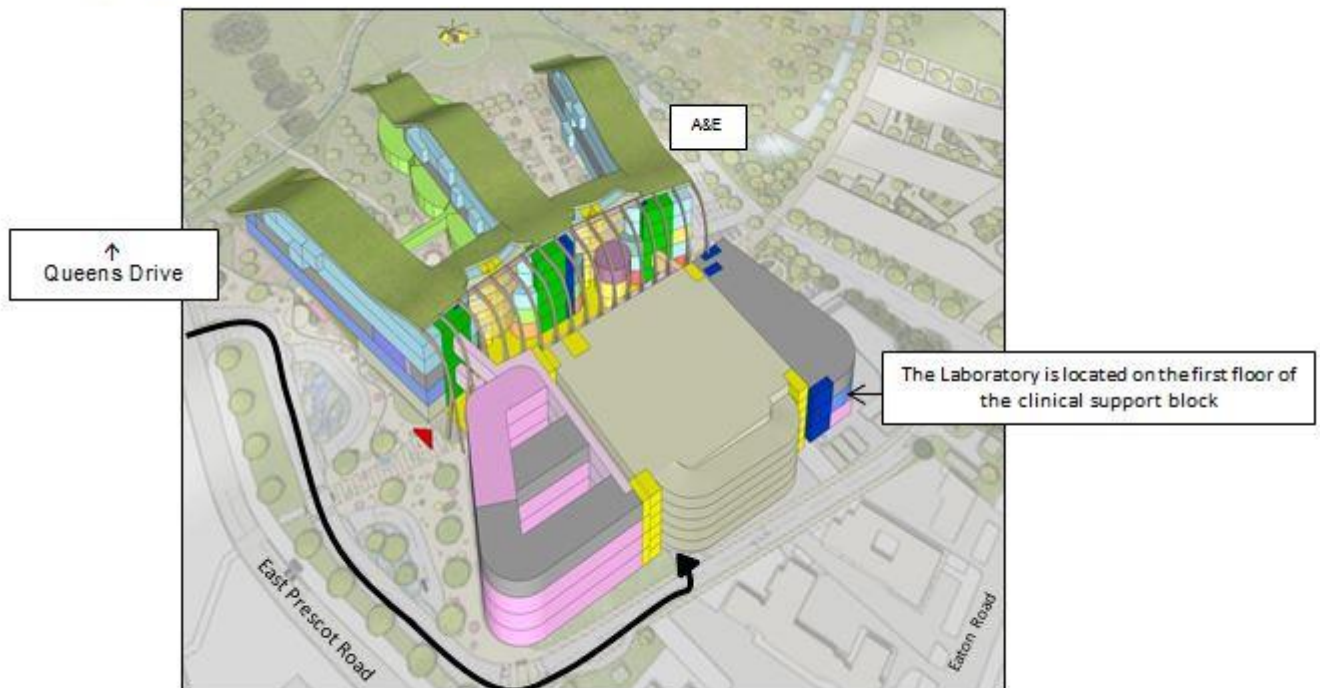 A&E
↑
Queens Drive
The Laboratory is located on the first floor of
the clinical support block
East Prescot Road
Eaton Road